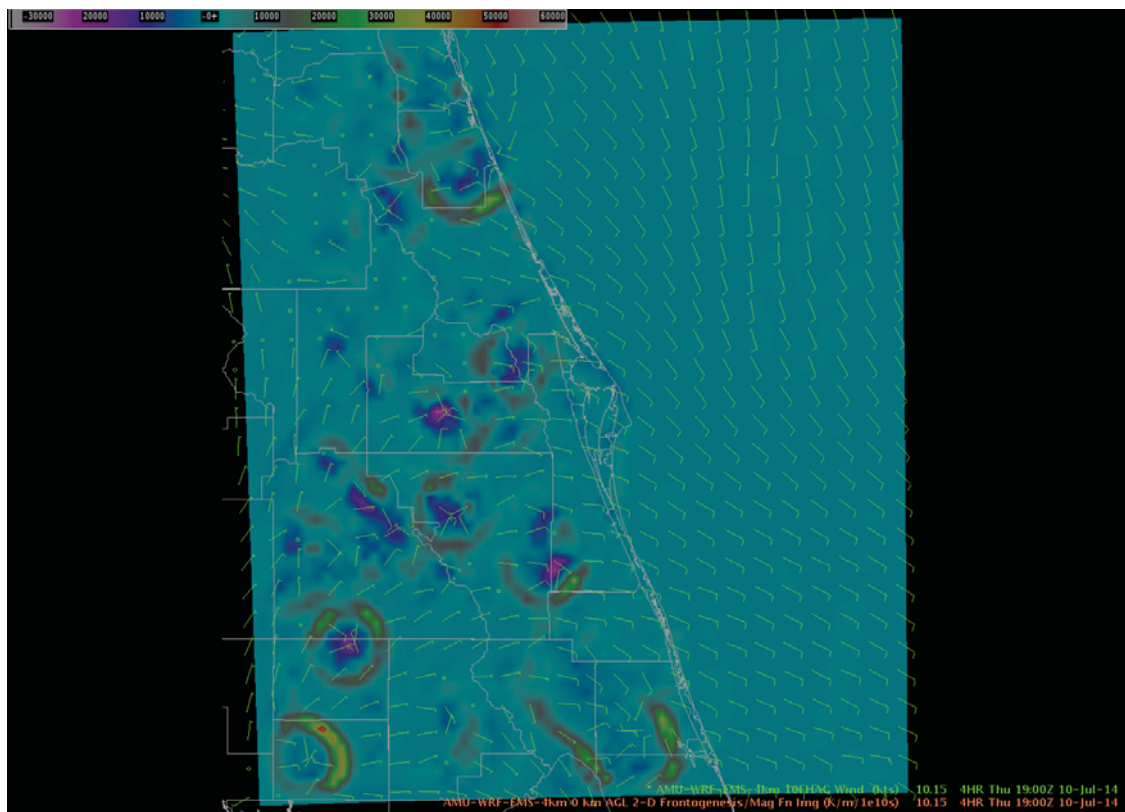 -30000 20000 10000 -0+ 10000 20000 30000 40000 50000 60000
AMU-WRF-EMS-4km 10FHAG Wind (kts) 10.15 4HR Thu 19:00Z 10-Jul-14
AMU-WRF-EMS-4km 0 km AGL 2-D Frontogenesis/Mag Fn Img (K/m/1e10s) 10.15 4HR Thu 19:00Z 10-Jul-14